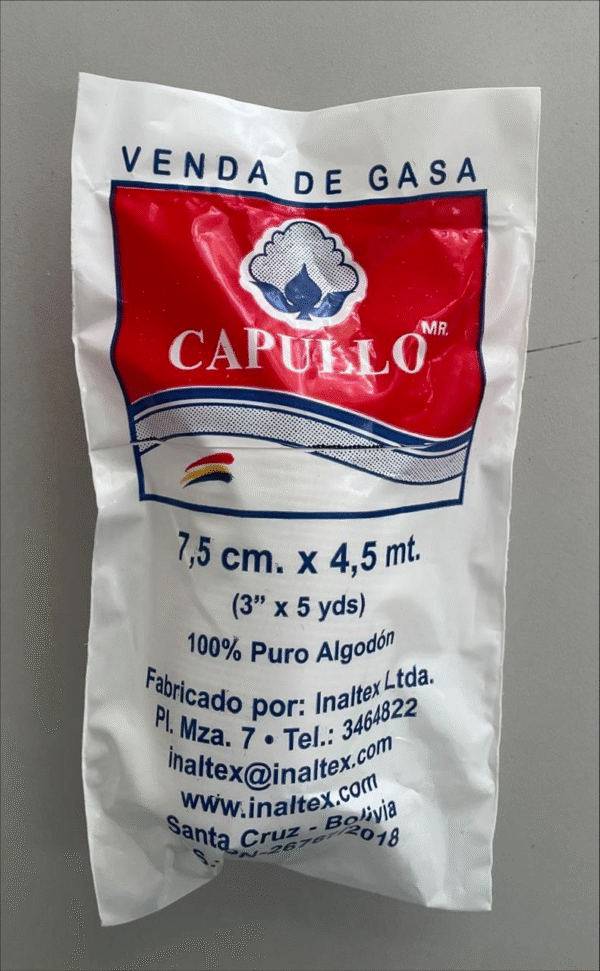 VENDA DE GASA
CAPULLO MR.
7,5 cm. x 4,5 mt.
(3” x 5 yds)
100% Puro Algodón
Fabricado por: Inaltex Ltda.
Pl. Mza. 7 • Tel.: 3464822
inaltex@inaltex.com
www.inaltex.com
Santa Cruz - Bolivia